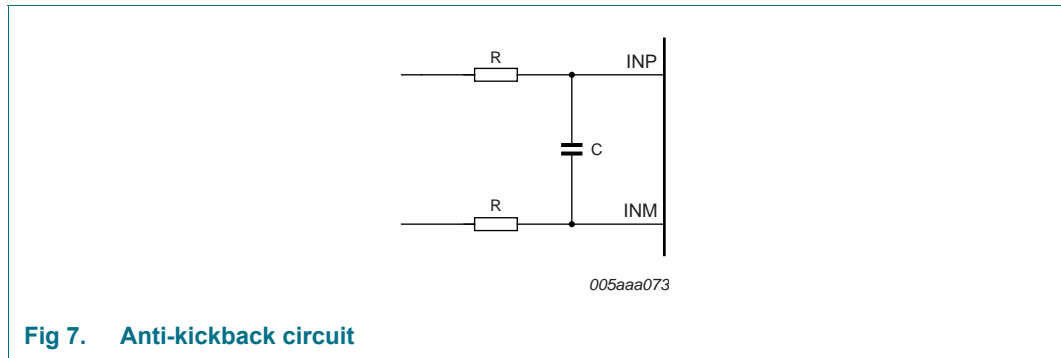 R
INP
C
R
INM
005aaa073
Fig 7. Anti-kickback circuit